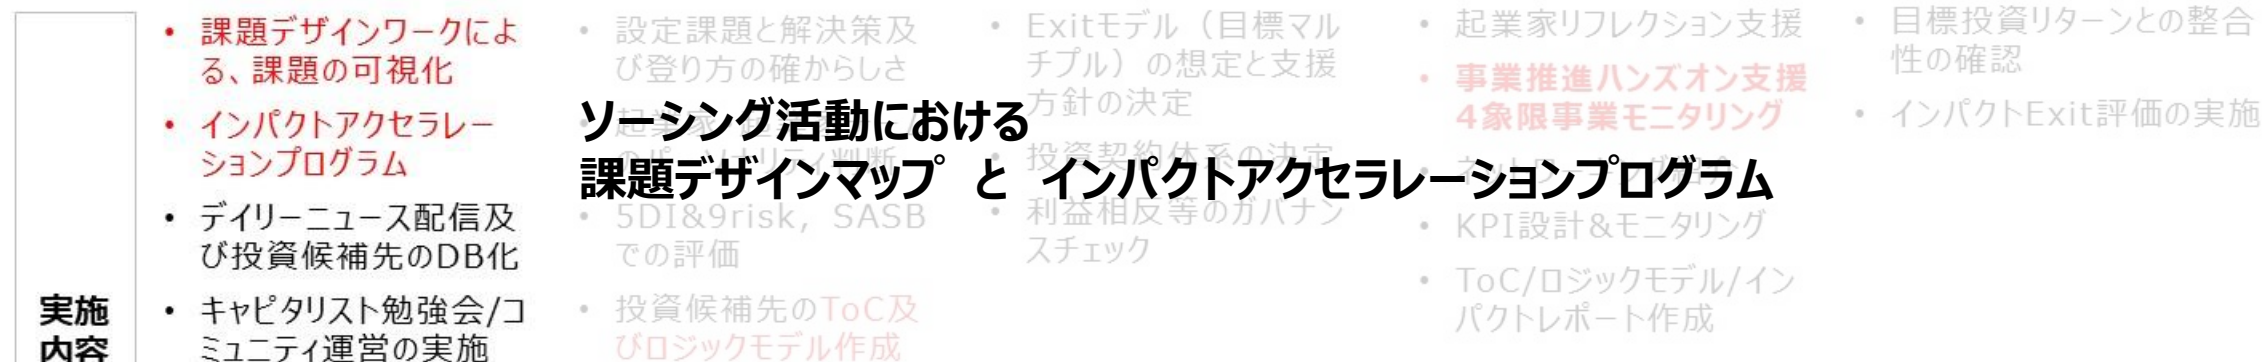 実施
内容
• 課題デザインワークによ
る、課題の可視化
• インパクトアクセラレー
ションプログラム
• デイリーニュース配信及
び投資候補先のDB化
• キャピタリスト勉強会/コ
ミュニティ運営の実施
• 設定課題と解決策及
び登り方の確からしさ
• 5DI&9risk, SASB
での評価
• 投資候補先のToC及
びロジックモデル作成
• Exitモデル（目標マル
チプル）の想定と支援
方針の決定
• 投資契約体系の決定
• 利益相反等のガバナン
スチェック
• 起業家リフレクション支援
• 事業推進ハンズオン支援
4象限事業モニタリング
• KPI設計&モニタリング
• ToC/ロジックモデル/イン
パクトレポート作成
• 目標投資リターンとの整合
性の確認
• インパクトExit評価の実施
ソーシング活動における
課題デザインマップ と インパクトアクセラレーションプログラム